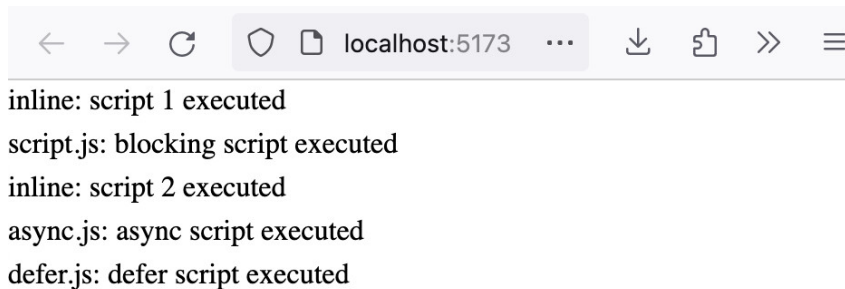 localhost:5173
inline: script 1 executed
script.js: blocking script executed
inline: script 2 executed
async.js: async script executed
defer.js: defer script executed